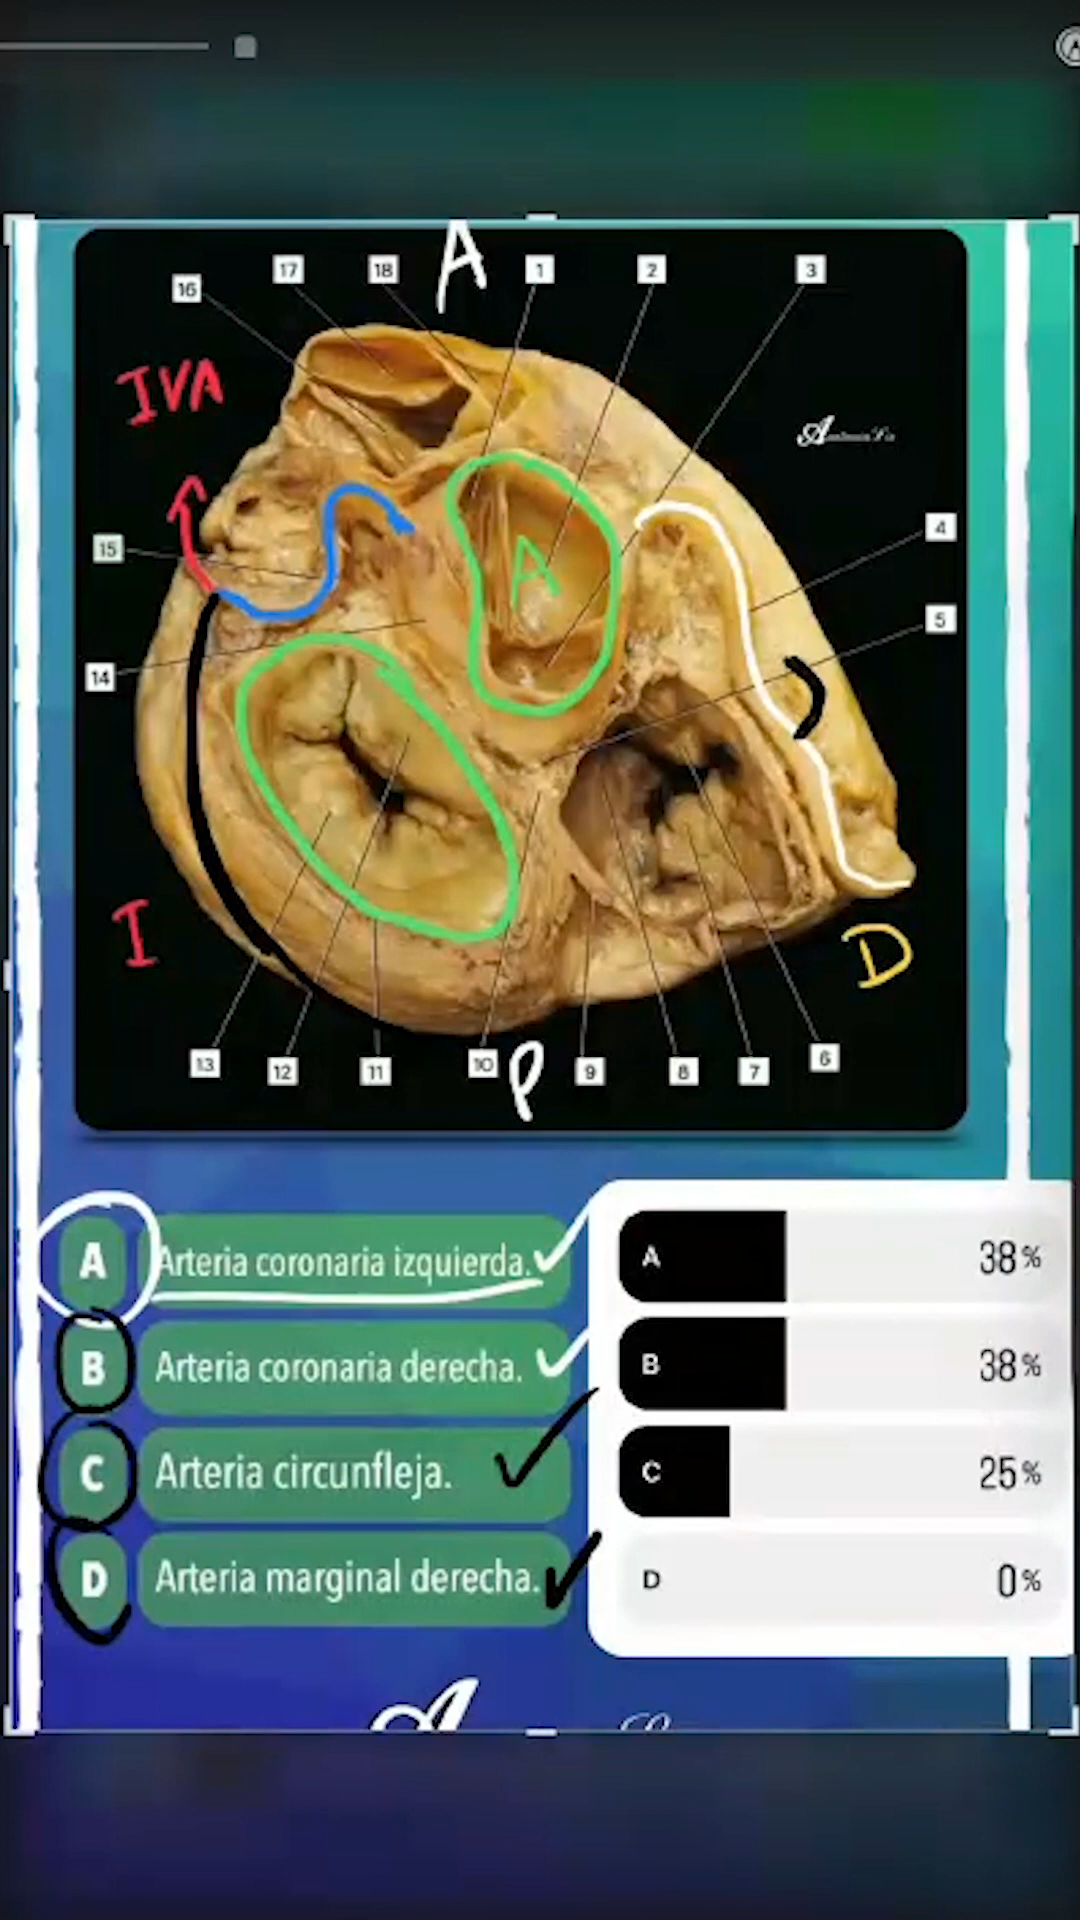 A
16
17
18
1
2
3
IVA
A
15
4
14
5
I
D
13
12
11
10
P
9
8
7
6
A Arteria coronaria izquierda.
B Arteria coronaria derecha.
C Arteria circunfleja.
D Arteria marginal derecha.
A 38%
B 38%
C 25%
D 0%